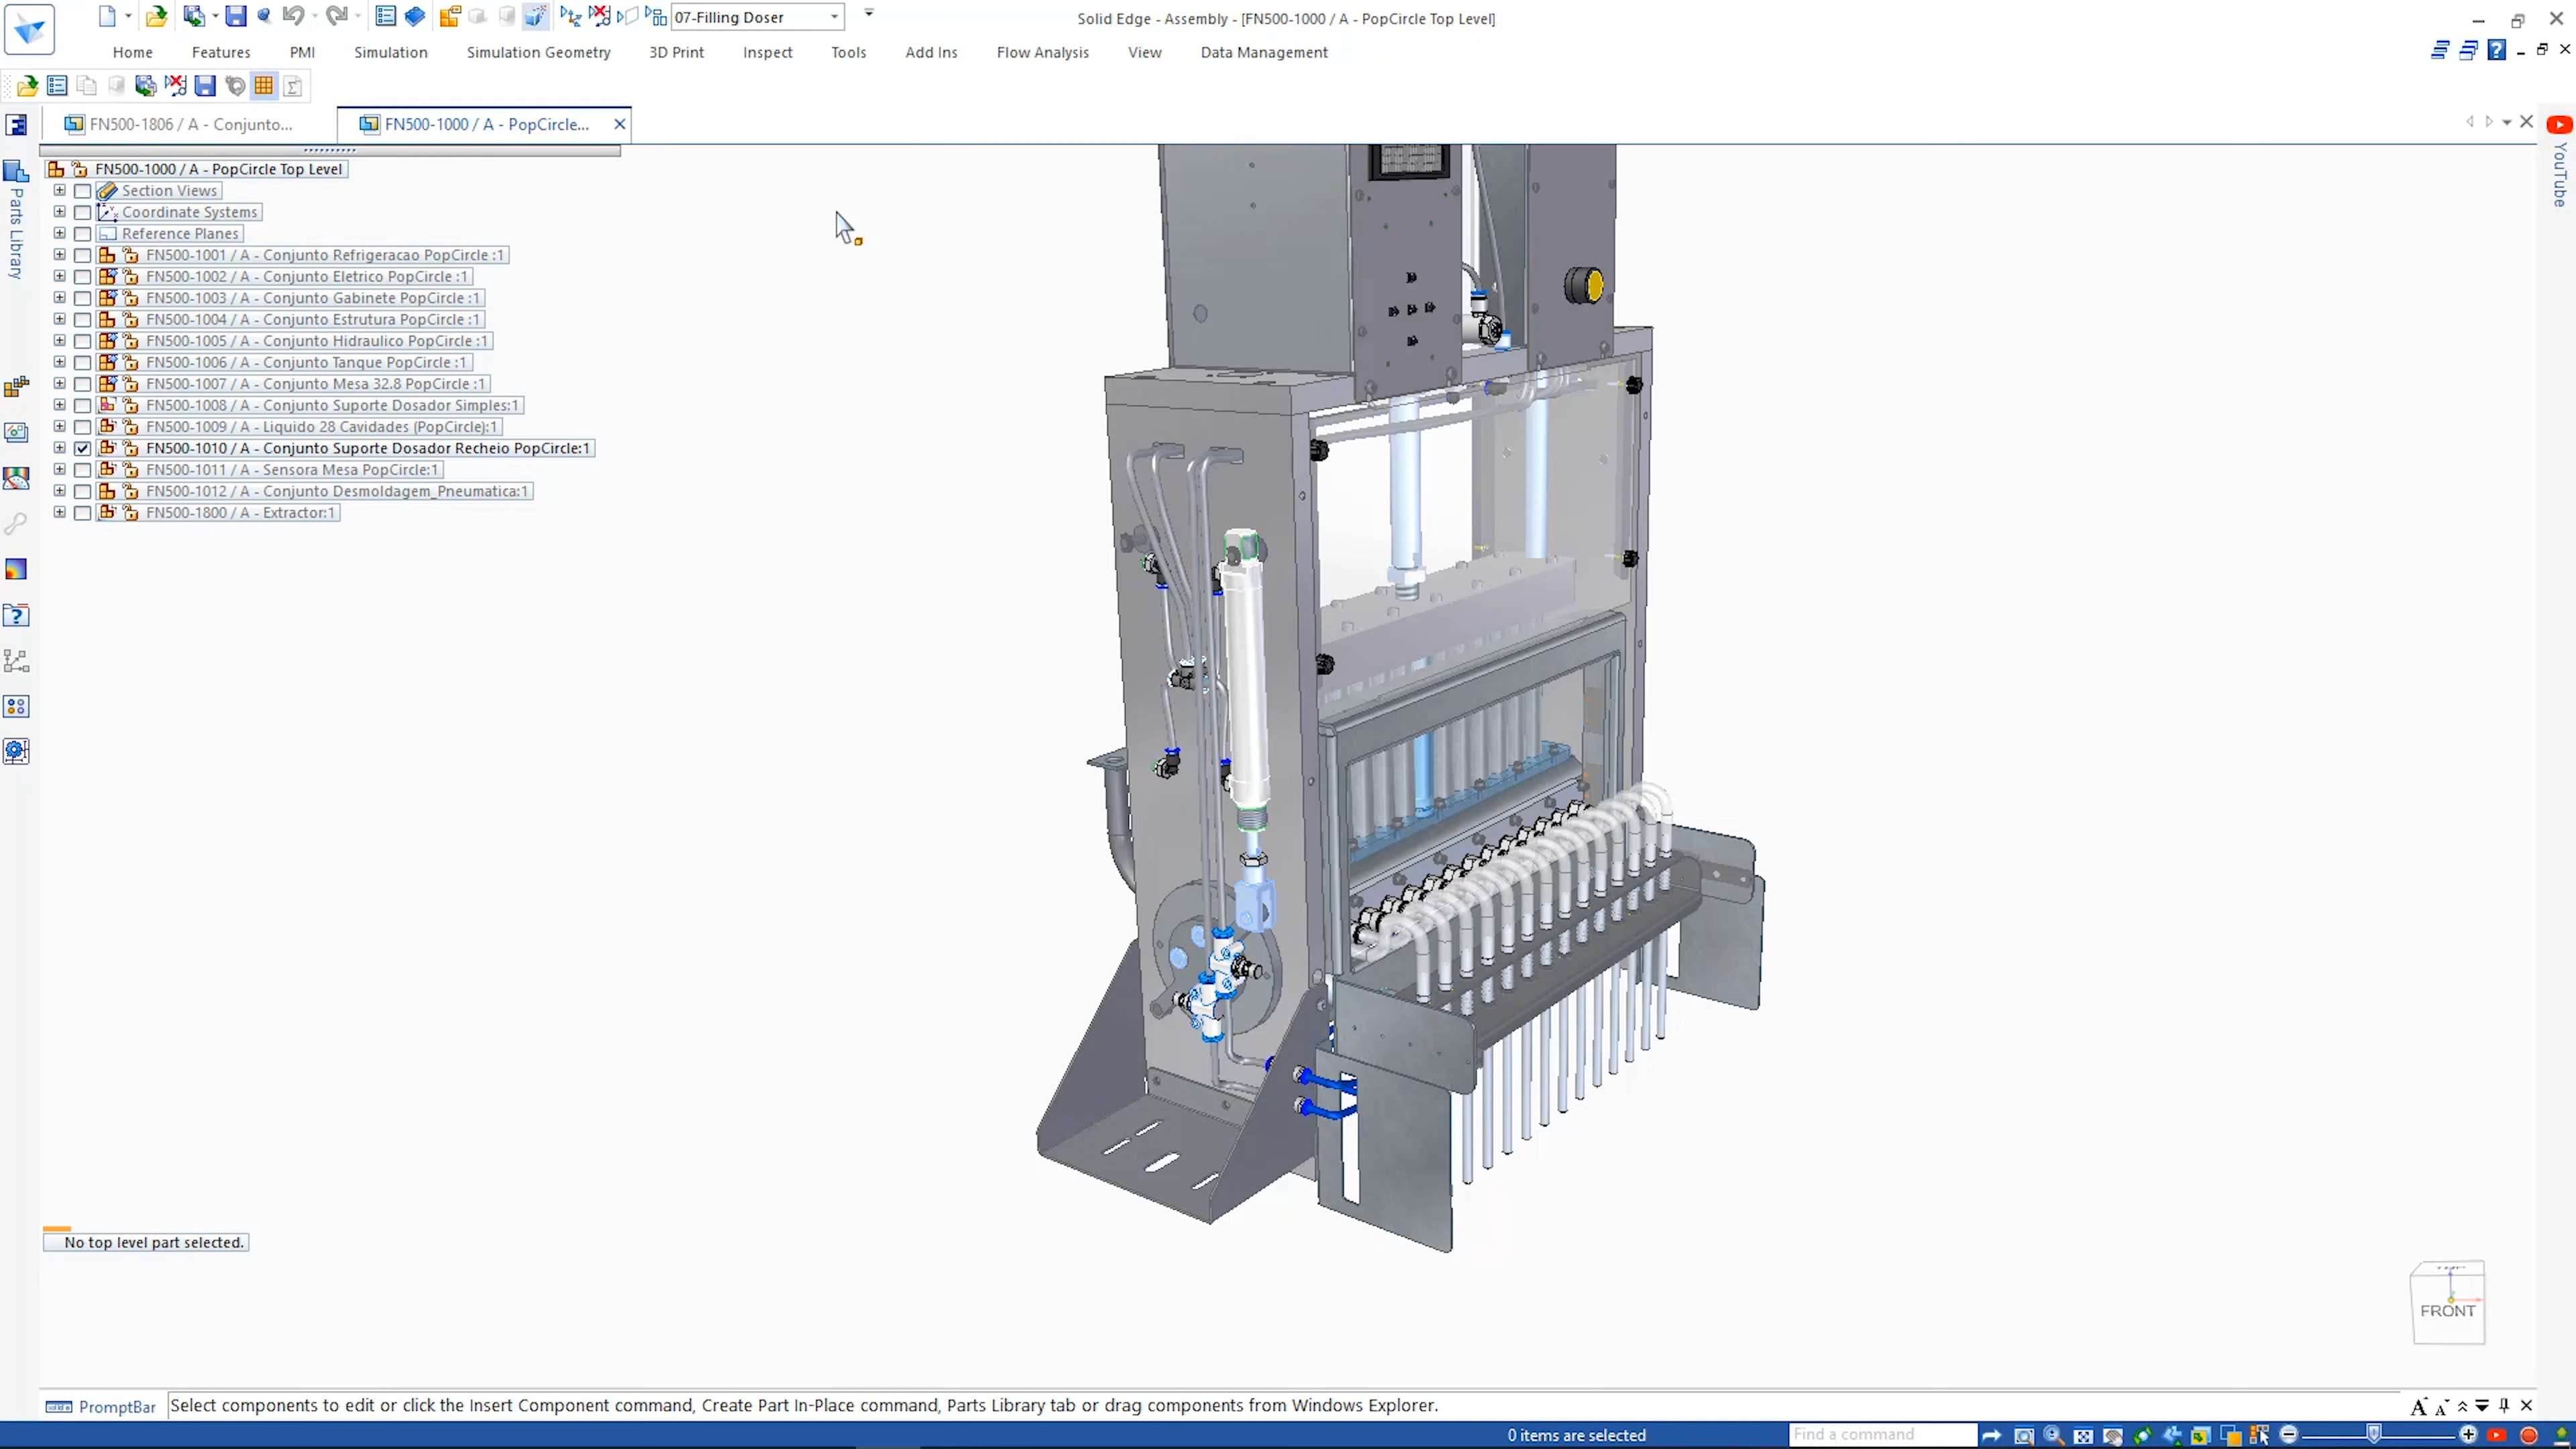 07-Filling Doser
Solid Edge - Assembly - [FN500-1000 / A - PopCircle Top Level]
Home Features PMI Simulation Simulation Geometry 3D Print Inspect Tools Add Ins Flow Analysis View Data Management
FN500-1806 / A - Conjunto...
FN500-1000 / A - PopCircle...
YouTube
Parts Library
FN500-1000 / A - PopCircle Top Level
Section Views
Coordinate Systems
Reference Planes
FN500-1001 / A - Conjunto Refrigeracao PopCircle :1
FN500-1002 / A - Conjunto Eletrico PopCircle :1
FN500-1003 / A - Conjunto Gabinete PopCircle :1
FN500-1004 / A - Conjunto Estrutura PopCircle :1
FN500-1005 / A - Conjunto Hidraulico PopCircle :1
FN500-1006 / A - Conjunto Tanque PopCircle :1
FN500-1007 / A - Conjunto Mesa 32.8 PopCircle :1
FN500-1008 / A - Conjunto Suporte Dosador Simples:1
FN500-1009 / A - Liquido 28 Cavidades (PopCircle):1
FN500-1010 / A - Conjunto Suporte Dosador Recheio PopCircle:1
FN500-1011 / A - Sensora Mesa PopCircle:1
FN500-1012 / A - Conjunto Desmoldagem_Pneumatica:1
FN500-1800 / A - Extractor:1
No top level part selected.
FRONT
PromptBar
Select components to edit or click the Insert Component command, Create Part In-Place command, Parts Library tab or drag components from Windows Explorer.
0 items are selected
Find a command